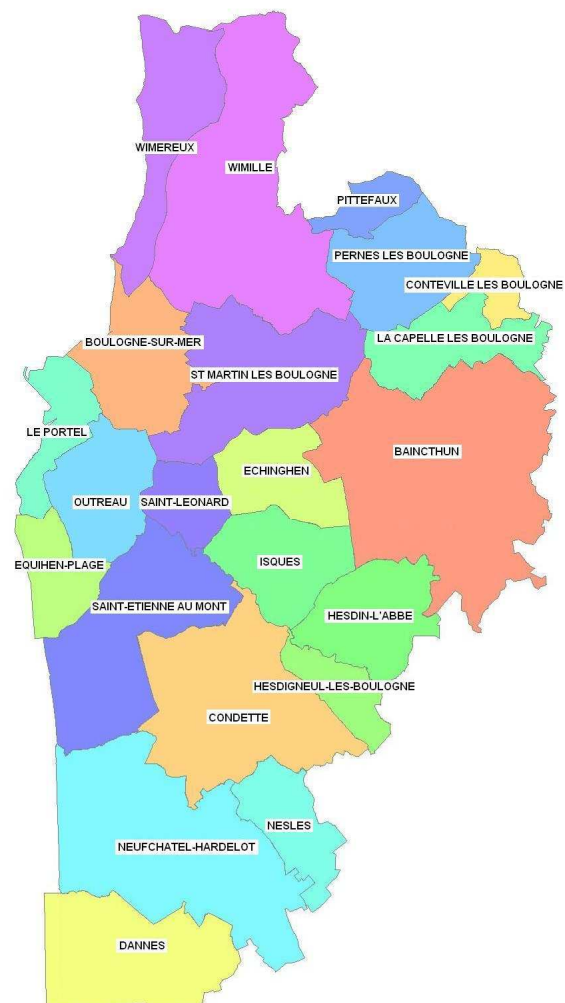 WIMEREUX
WIMILLE
PITTEFAUX
PERNES LES BOULOGNE
CONTEVILLE LES BOULOGNE
LA CAPELLE LES BOULOGNE
BOULOGNE-SUR-MER
ST MARTIN LES BOULOGNE
LE PORTEL
BAINCTHUN
ECHINGHEN
OUTREAU
SAINT-LEONARD
EQUIHEN-PLAGE
ISQUES
SAINT-ETIENNE AU MONT
HESDIN-L'ABBE
HESDIGNEUL-LES-BOULOGNE
CONDETTE
NESLES
NEUFCHATEL-HARDELOT
DANNES